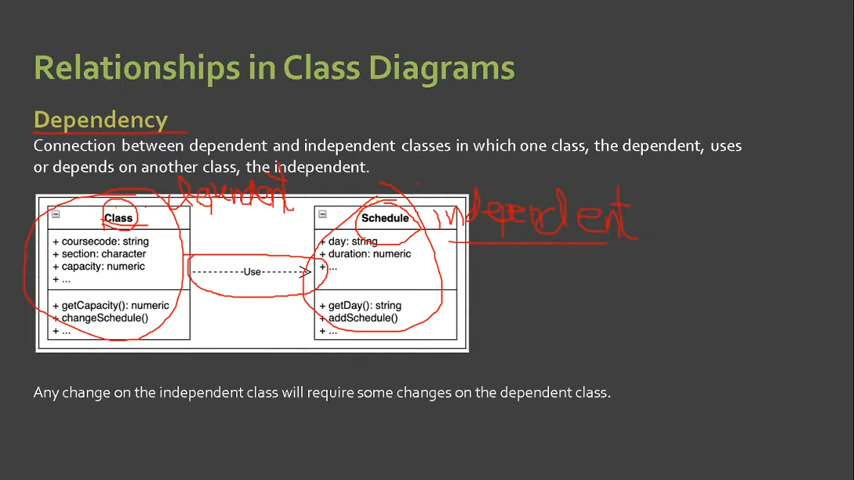 Relationships in Class Diagrams
Dependency
Connection between dependent and independent classes in which one class, the dependent, uses
or depends on another class, the independent.
dependent
independent
Class
+ coursecode: string
+ section: character
+ capacity: numeric
+ ...
+ getCapacity(): numeric
+ changeSchedule()
+ ...
Use
Schedule
+ day: string
+ duration: numeric
+ ...
+ getDay(): string
+ addSchedule()
+ ...
Any change on the independent class will require some changes on the dependent class.